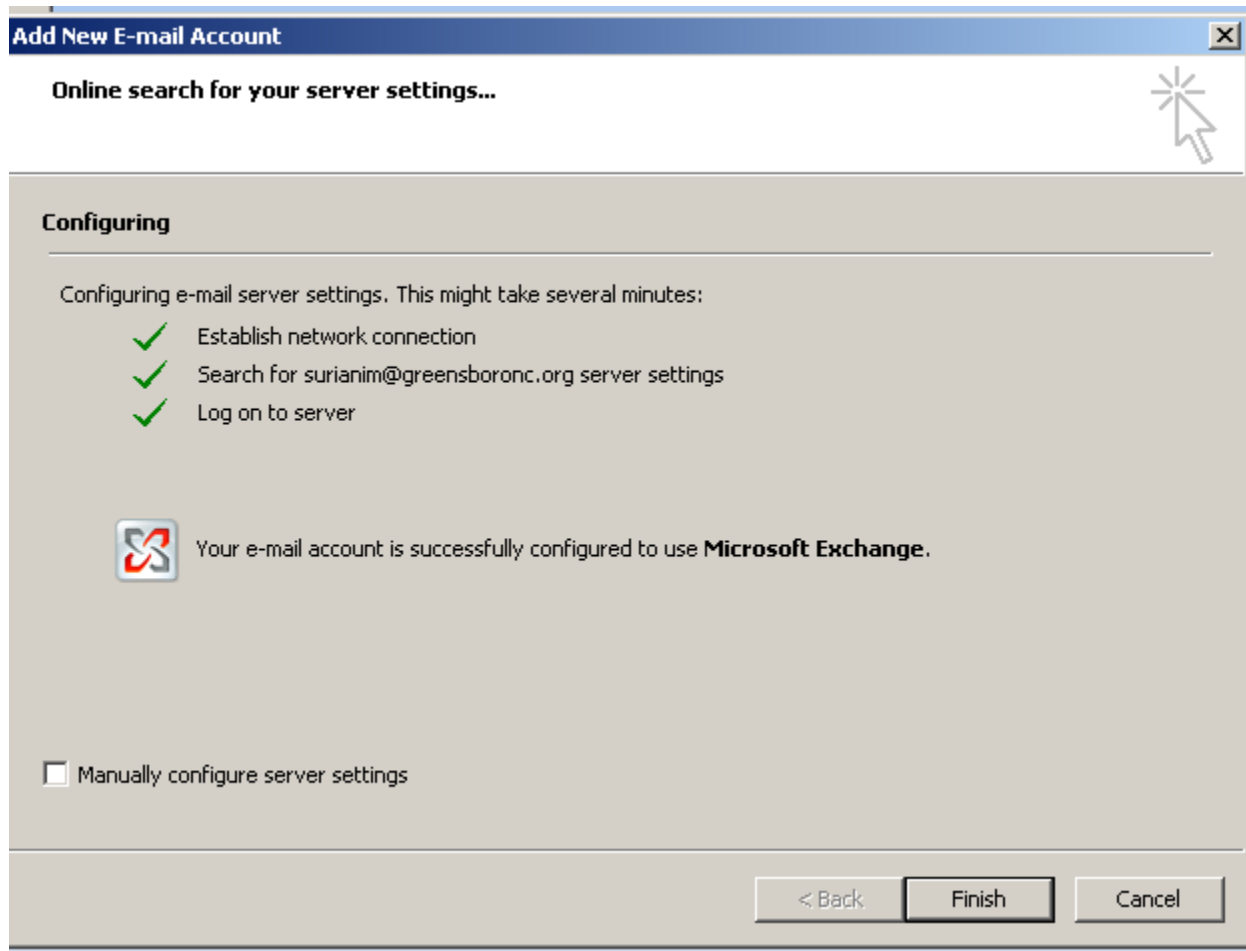 Add New E-mail Account
Online search for your server settings...
Configuring
Configuring e-mail server settings. This might take several minutes:
Establish network connection
Search for surianim@greensboronc.org server settings
Log on to server
Your e-mail account is successfully configured to use Microsoft Exchange.
Manually configure server settings
< Back Finish Cancel